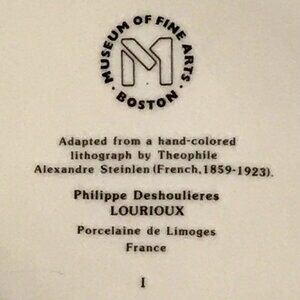 MUSEUM OF FINE ARTS · BOSTON ·
M
Adapted from a hand-colored
lithograph by Theophile
Alexandre Steinlen (French, 1859-1923).
Philippe Deshoulieres
LOURIOUX
Porcelaine de Limoges
France
I